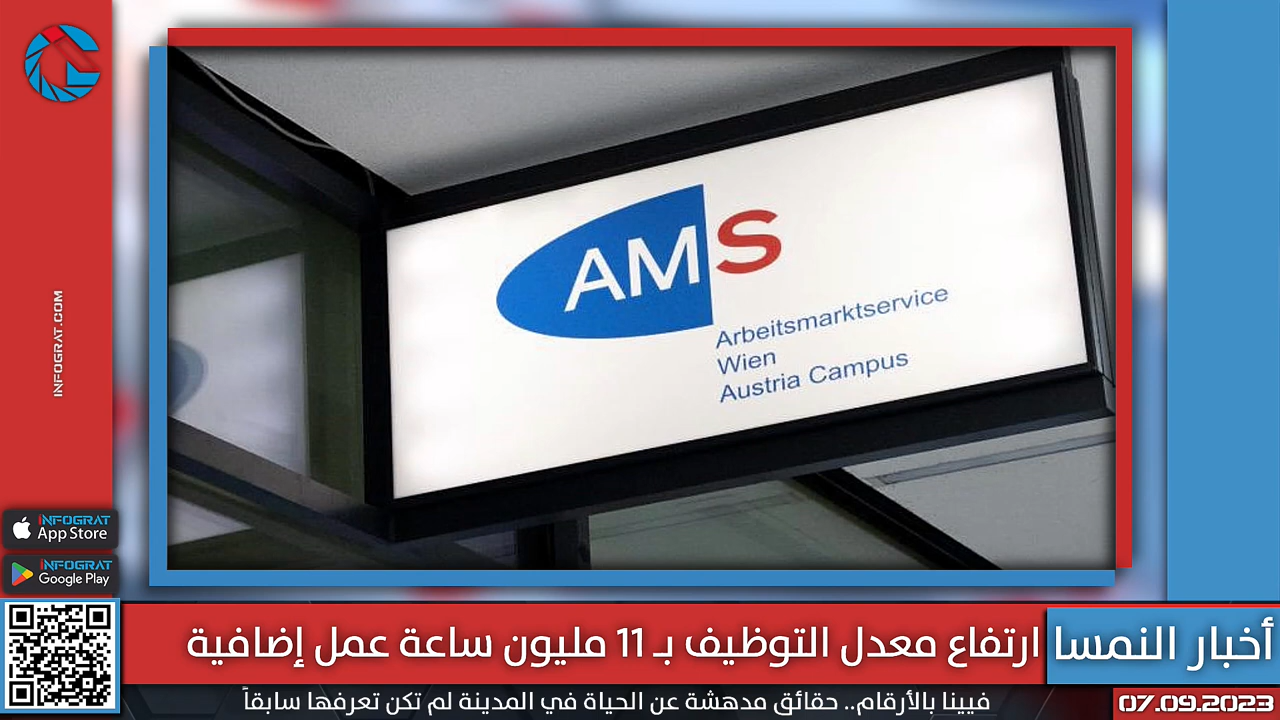 AMS
Arbeitsmarktservice
Wien
Austria Campus
INFOGRAT.COM
INFOGRAT
App Store
INFOGRAT
Google Play
أخبار النمسا
ارتفاع معدل التوظيف بـ 11 مليون ساعة عمل إضافية
فيينا بالأرقام.. حقائق مدهشة عن الحياة في المدينة لم تكن تعرفها سابقاً
07.09.2023